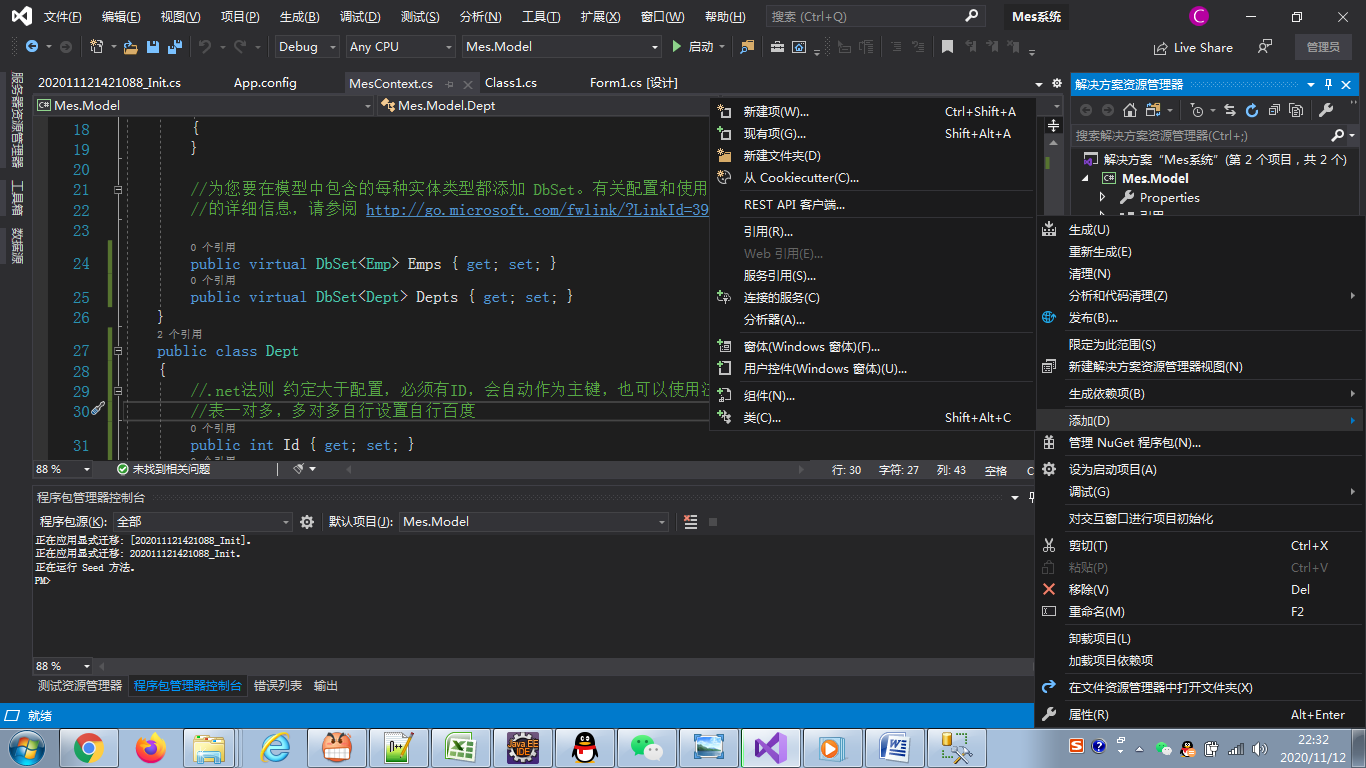 文件(F) 编辑(E) 视图(V) 项目(P) 生成(B) 调试(D) 测试(S) 分析(N) 工具(T) 扩展(X) 窗口(W) 帮助(H) 搜索 (Ctrl+Q) Mes系统 C
Debug Any CPU Mes.Model 启动 Live Share 管理员
服务器资源管理器
工具箱
数据源
202011121421088_Init.cs App.config MesContext.cs Class1.cs Form1.cs [设计]
Mes.Model Mes.Model.Dept
18 {
19 }
20
21 //为您要在模型中包含的每种实体类型都添加 DbSet。有关配置和使用
22 //的详细信息，请参阅 http://go.microsoft.com/fwlink/?LinkId=39
23
0 个引用
24 public virtual DbSet<Emp> Emps { get; set; }
0 个引用
25 public virtual DbSet<Dept> Depts { get; set; }
26 }
2 个引用
27 public class Dept
28 {
29 //.net法则 约定大于配置，必须有ID，会自动作为主键，也可以使用
30 //表一对多，多对多自行设置自行百度
0 个引用
31 public int Id { get; set; }
88 % 未找到相关问题 行: 30 字符: 27 列: 43 空格
程序包管理器控制台
程序包源(K): 全部 默认项目(J): Mes.Model
正在应用显式迁移: [202011121421088_Init].
正在应用显式迁移: 202011121421088_Init.
正在运行 Seed 方法。
PM>
88 %
测试资源管理器 程序包管理器控制台 错误列表 输出
就绪
新建项(W)... Ctrl+Shift+A
现有项(G)... Shift+Alt+A
新建文件夹(D)
从 Cookiecutter(C)...
REST API 客户端...
引用(R)...
Web 引用(E)...
服务引用(S)...
连接的服务(C)
分析器(A)...
窗体(Windows 窗体)(F)...
用户控件(Windows 窗体)(U)...
组件(N)...
类(C)... Shift+Alt+C
解决方案资源管理器
搜索解决方案资源管理器(Ctrl+;)
解决方案“Mes系统”(第 2 个项目，共 2 个)
Mes.Model
Properties
引用
生成(U)
重新生成(E)
清理(N)
分析和代码清理(Z)
发布(B)...
限定为此范围(S)
新建解决方案资源管理器视图(N)
生成依赖项(B)
添加(D)
管理 NuGet 程序包(N)...
设为启动项目(A)
调试(G)
对交互窗口进行项目初始化
剪切(T) Ctrl+X
粘贴(P) Ctrl+V
移除(V) Del
重命名(M) F2
卸载项目(L)
加载项目依赖项
在文件资源管理器中打开文件夹(X)
属性(R) Alt+Enter
22:32
2020/11/12